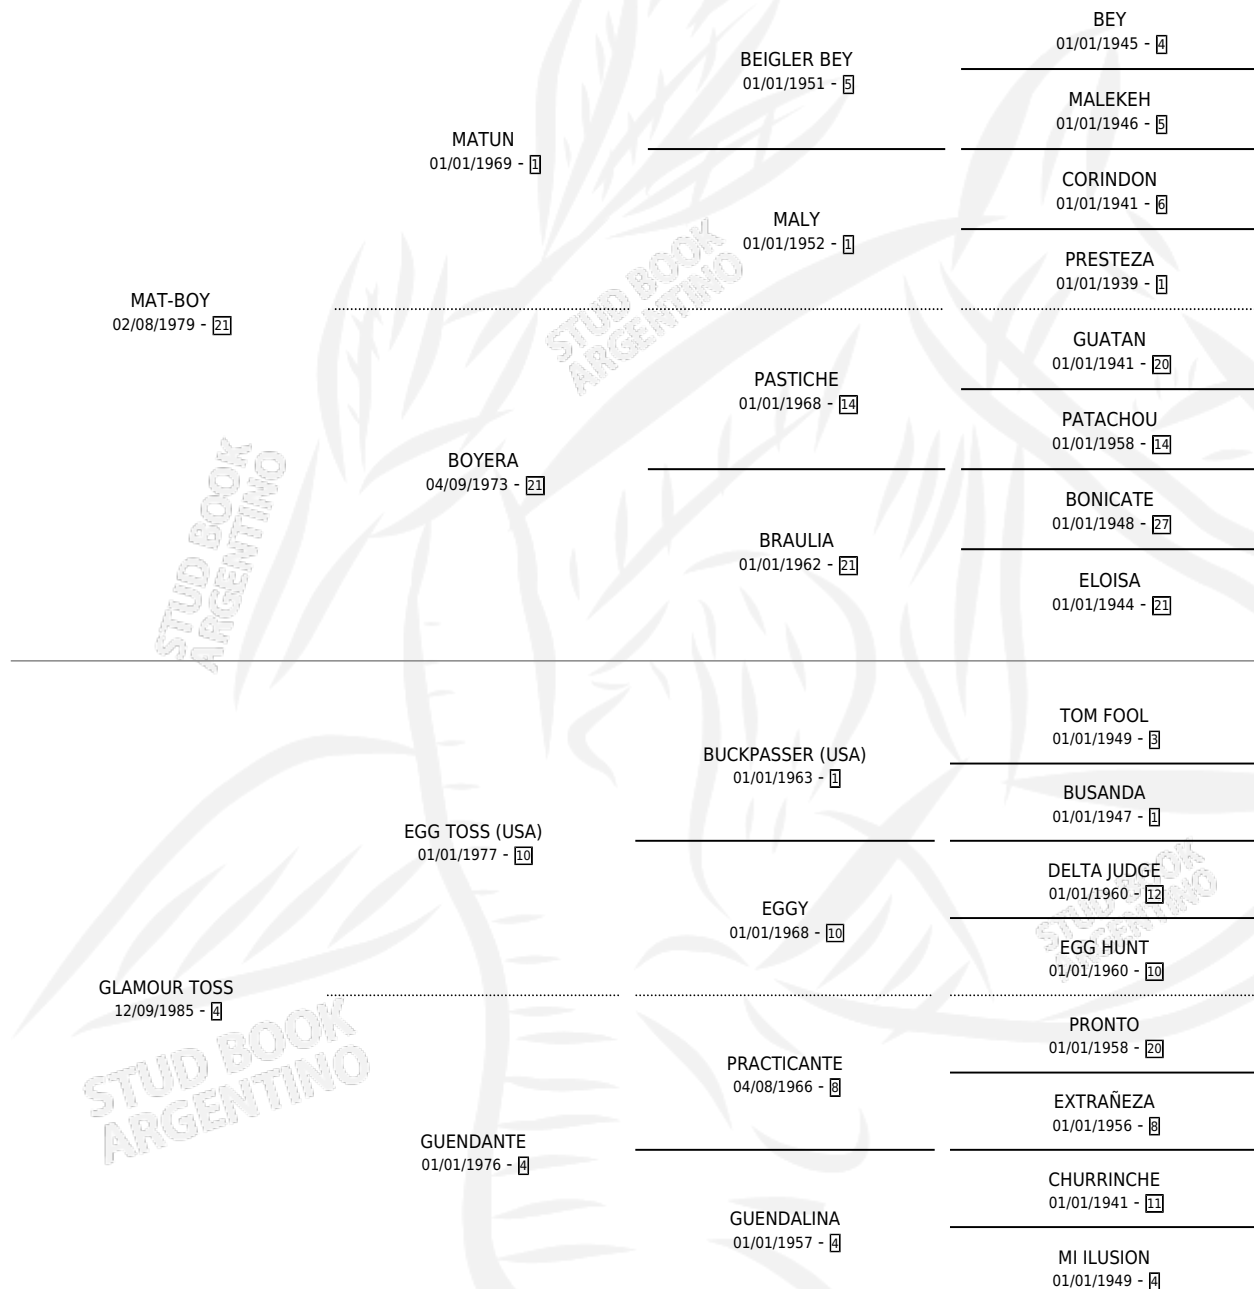 BEY
01/01/1945 - 4
BEIGLER BEY
01/01/1951 - 5
MALEKEH
01/01/1946 - 5
MATUN
01/01/1969 - 1
CORINDON
01/01/1941 - 6
MALY
01/01/1952 - 1
PRESTEZA
01/01/1939 - 1
MAT-BOY
02/08/1979 - 21
GUATAN
01/01/1941 - 20
PASTICHE
01/01/1968 - 14
PATACHOU
01/01/1958 - 14
BOYERA
04/09/1973 - 21
BONICATE
01/01/1948 - 27
BRAULIA
01/01/1962 - 21
ELOISA
01/01/1944 - 21
TOM FOOL
01/01/1949 - 3
BUCKPASSER (USA)
01/01/1963 - 1
BUSANDA
01/01/1947 - 1
EGG TOSS (USA)
01/01/1977 - 10
DELTA JUDGE
01/01/1960 - 12
EGGY
01/01/1968 - 10
EGG HUNT
01/01/1960 - 10
GLAMOUR TOSS
12/09/1985 - 4
PRONTO
01/01/1958 - 20
PRACTICANTE
04/08/1966 - 8
EXTRAÑEZA
01/01/1956 - 8
GUENDANTE
01/01/1976 - 4
CHURRINCHE
01/01/1941 - 11
GUENDALINA
01/01/1957 - 4
MI ILUSION
01/01/1949 - 4
STUD BOOK
ARGENTINO
STUD BOOK
ARGENTINO
STUD BOOK
ARGENTINO
STUD BOOK
ARGENTINO